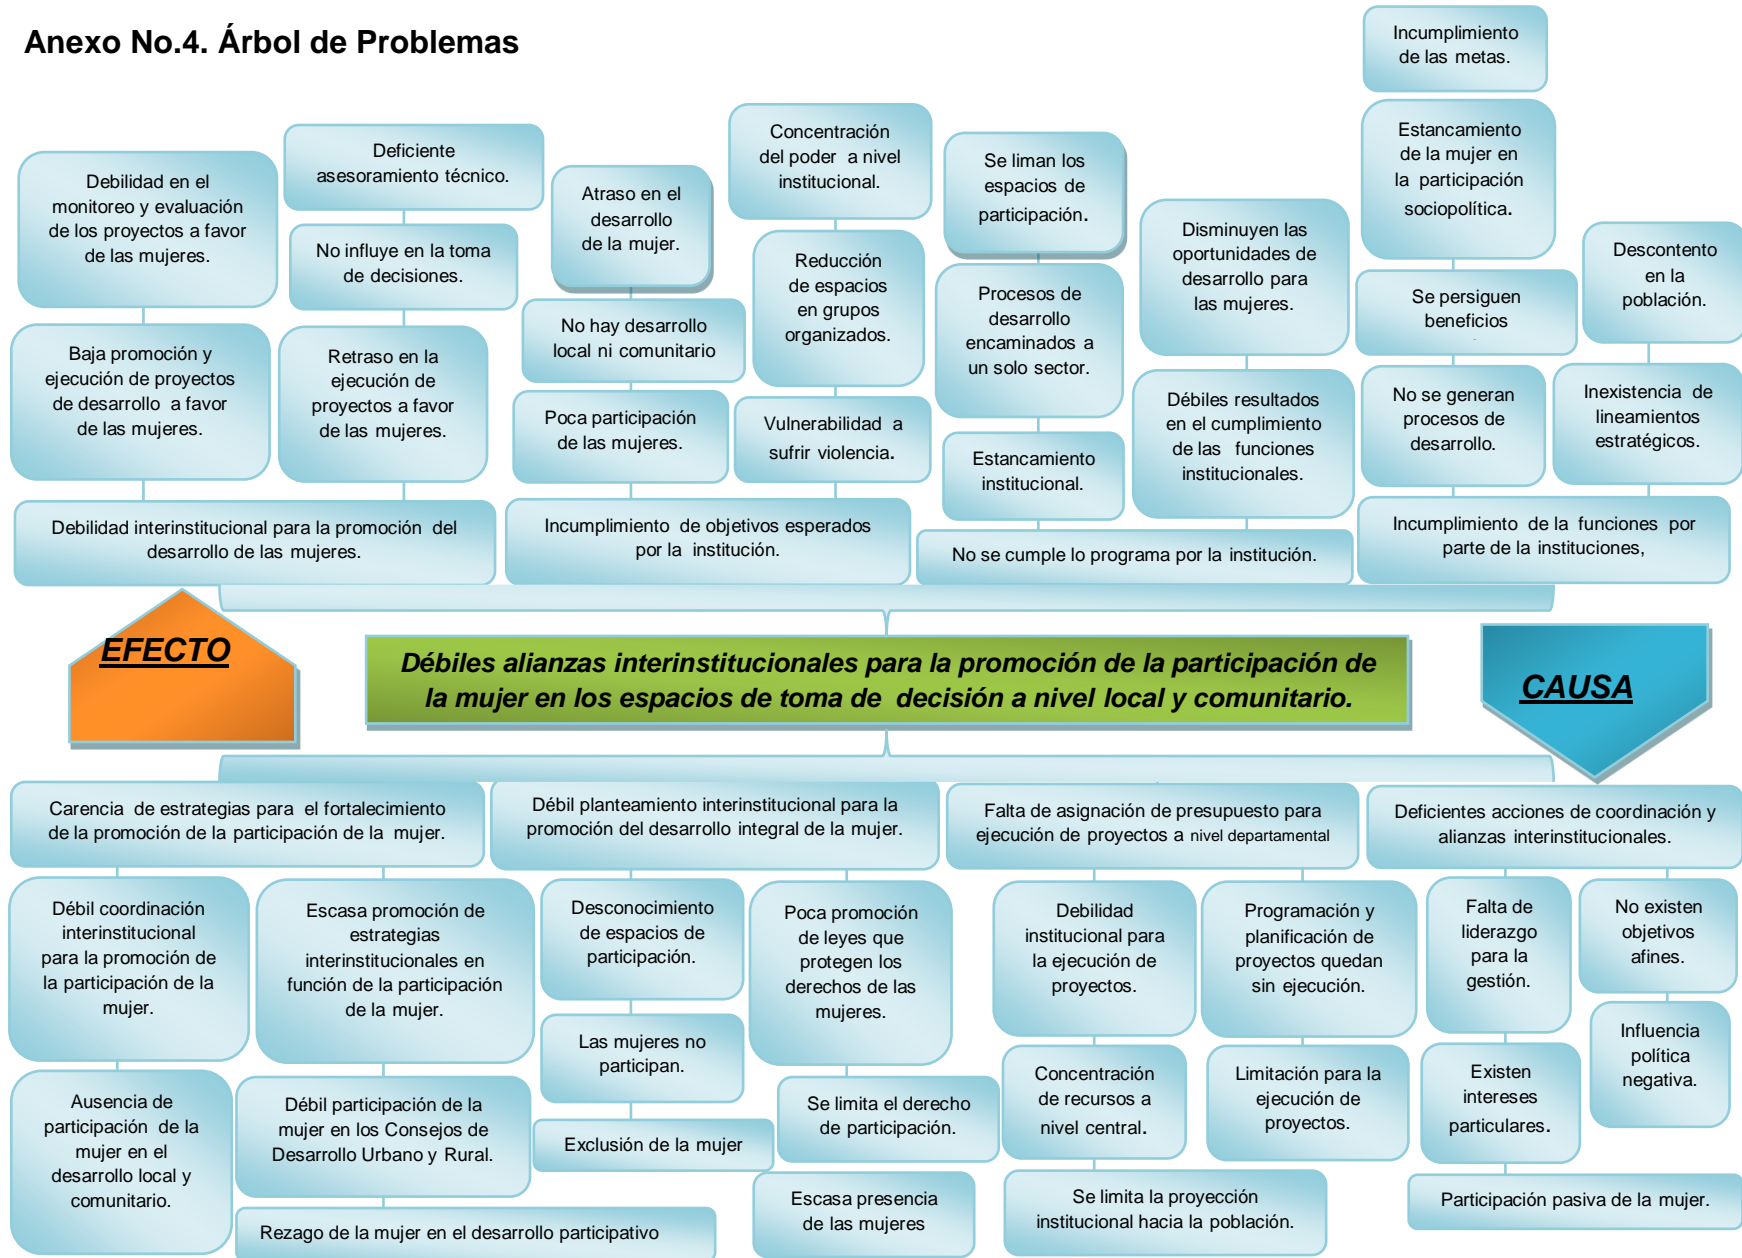 Anexo No.4. Árbol de Problemas
Incumplimiento
de las metas.
Debilidad en el
monitoreo y evaluación
de los proyectos a favor
de las mujeres.
Deficiente
asesoramiento técnico.
Atraso en el
desarrollo
de la mujer.
Concentración
del poder a nivel
institucional.
Se liman los
espacios de
participación.
Disminuyen las
oportunidades de
desarrollo para
las mujeres.
Estancamiento
de la mujer en
la participación
sociopolítica.
Descontento
en la
población.
No influye en la toma
de decisiones.
No hay desarrollo
local ni comunitario
Reducción
de espacios
en grupos
organizados.
Procesos de
desarrollo
encaminados a
un solo sector.
Se persiguen
beneficios
Baja promoción y
ejecución de proyectos
de desarrollo a favor
de las mujeres.
Retraso en la
ejecución de
proyectos a favor
de las mujeres.
Poca participación
de las mujeres.
Vulnerabilidad a
sufrir violencia.
Estancamiento
institucional.
Débiles resultados
en el cumplimiento
de las funciones
institucionales.
No se generan
procesos de
desarrollo.
Inexistencia de
lineamientos
estratégicos.
Debilidad interinstitucional para la promoción del
desarrollo de las mujeres.
Incumplimiento de objetivos esperados
por la institución.
No se cumple lo programa por la institución.
Incumplimiento de la funciones por
parte de la instituciones,
EFECTO
Débiles alianzas interinstitucionales para la promoción de la participación de
la mujer en los espacios de toma de decisión a nivel local y comunitario.
CAUSA
Carencia de estrategias para el fortalecimiento
de la promoción de la participación de la mujer.
Débil planteamiento interinstitucional para la
promoción del desarrollo integral de la mujer.
Falta de asignación de presupuesto para
ejecución de proyectos a nivel departamental
Deficientes acciones de coordinación y
alianzas interinstitucionales.
Débil coordinación
interinstitucional
para la promoción de
la participación de la
mujer.
Escasa promoción de
estrategias
interinstitucionales en
función de la participación
de la mujer.
Desconocimiento
de espacios de
participación.
Poca promoción
de leyes que
protegen los
derechos de las
mujeres.
Debilidad
institucional para
la ejecución de
proyectos.
Programación y
planificación de
proyectos quedan
sin ejecución.
Falta de
liderazgo
para la
gestión.
No existen
objetivos
afines.
Las mujeres no
participan.
Influencia
política
negativa.
Ausencia de
participación de la
mujer en el
desarrollo local y
comunitario.
Débil participación de la
mujer en los Consejos de
Desarrollo Urbano y Rural.
Exclusión de la mujer
Se limita el derecho
de participación.
Concentración
de recursos a
nivel central.
Limitación para la
ejecución de
proyectos.
Existen
intereses
particulares.
Rezago de la mujer en el desarrollo participativo
Escasa presencia
de las mujeres
Se limita la proyección
institucional hacia la población.
Participación pasiva de la mujer.